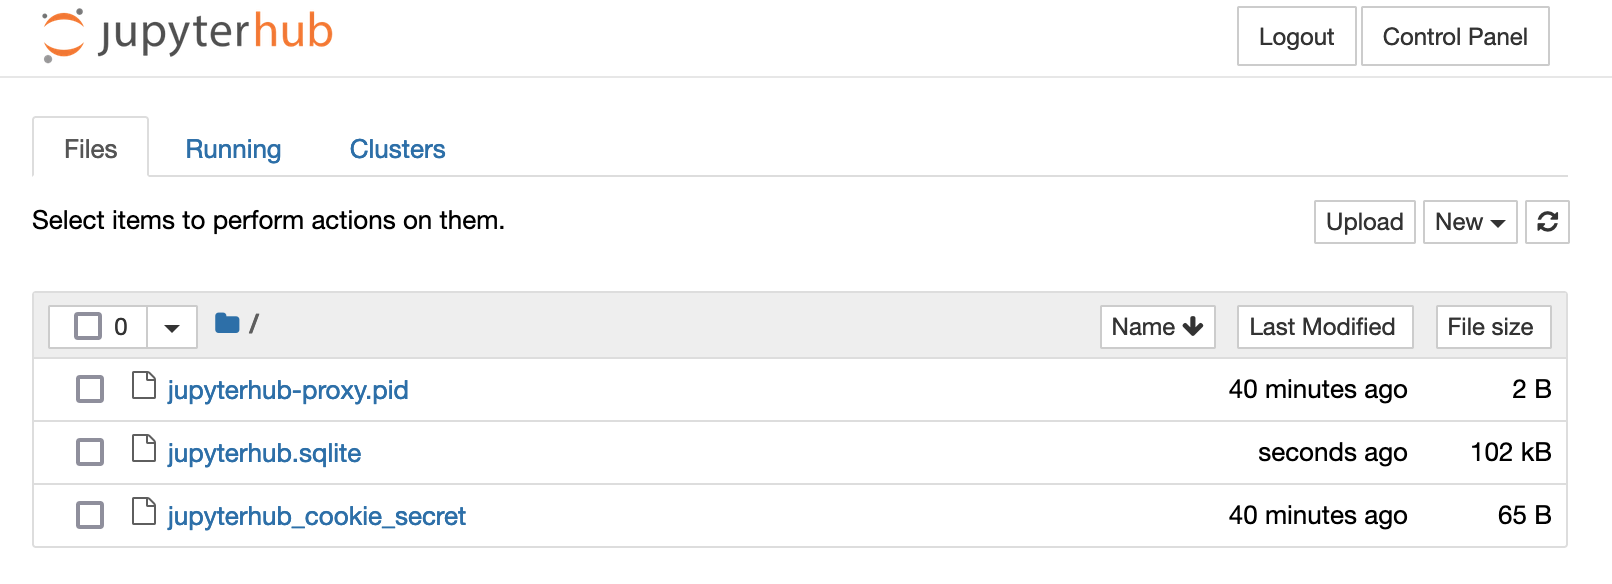 jupyterhub
Logout
Control Panel
Files
Running
Clusters
Select items to perform actions on them.
Upload
New
0
/
Name
Last Modified
File size
jupyterhub-proxy.pid
40 minutes ago
2 B
jupyterhub.sqlite
seconds ago
102 kB
jupyterhub_cookie_secret
40 minutes ago
65 B